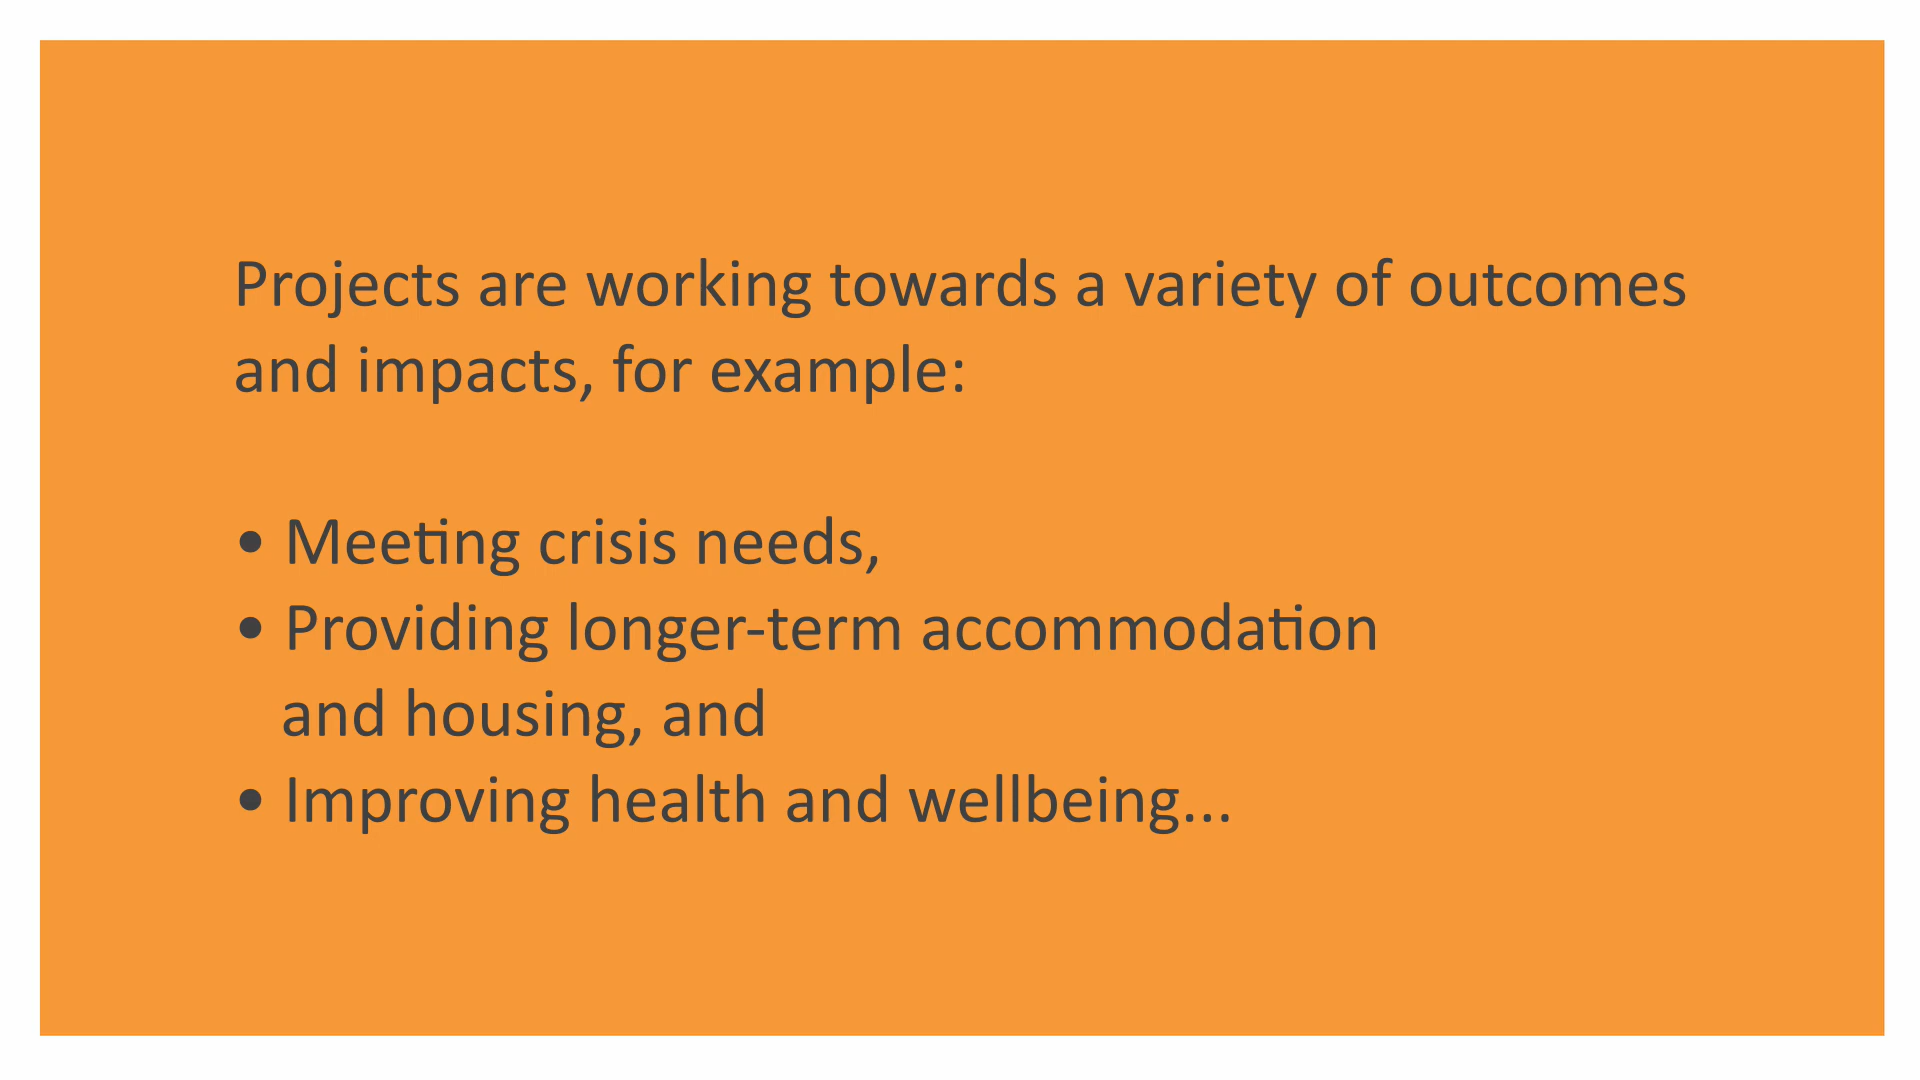 Projects are working towards a variety of outcomes
and impacts, for example:
• Meeting crisis needs,
• Providing longer-term accommodation
and housing, and
• Improving health and wellbeing...